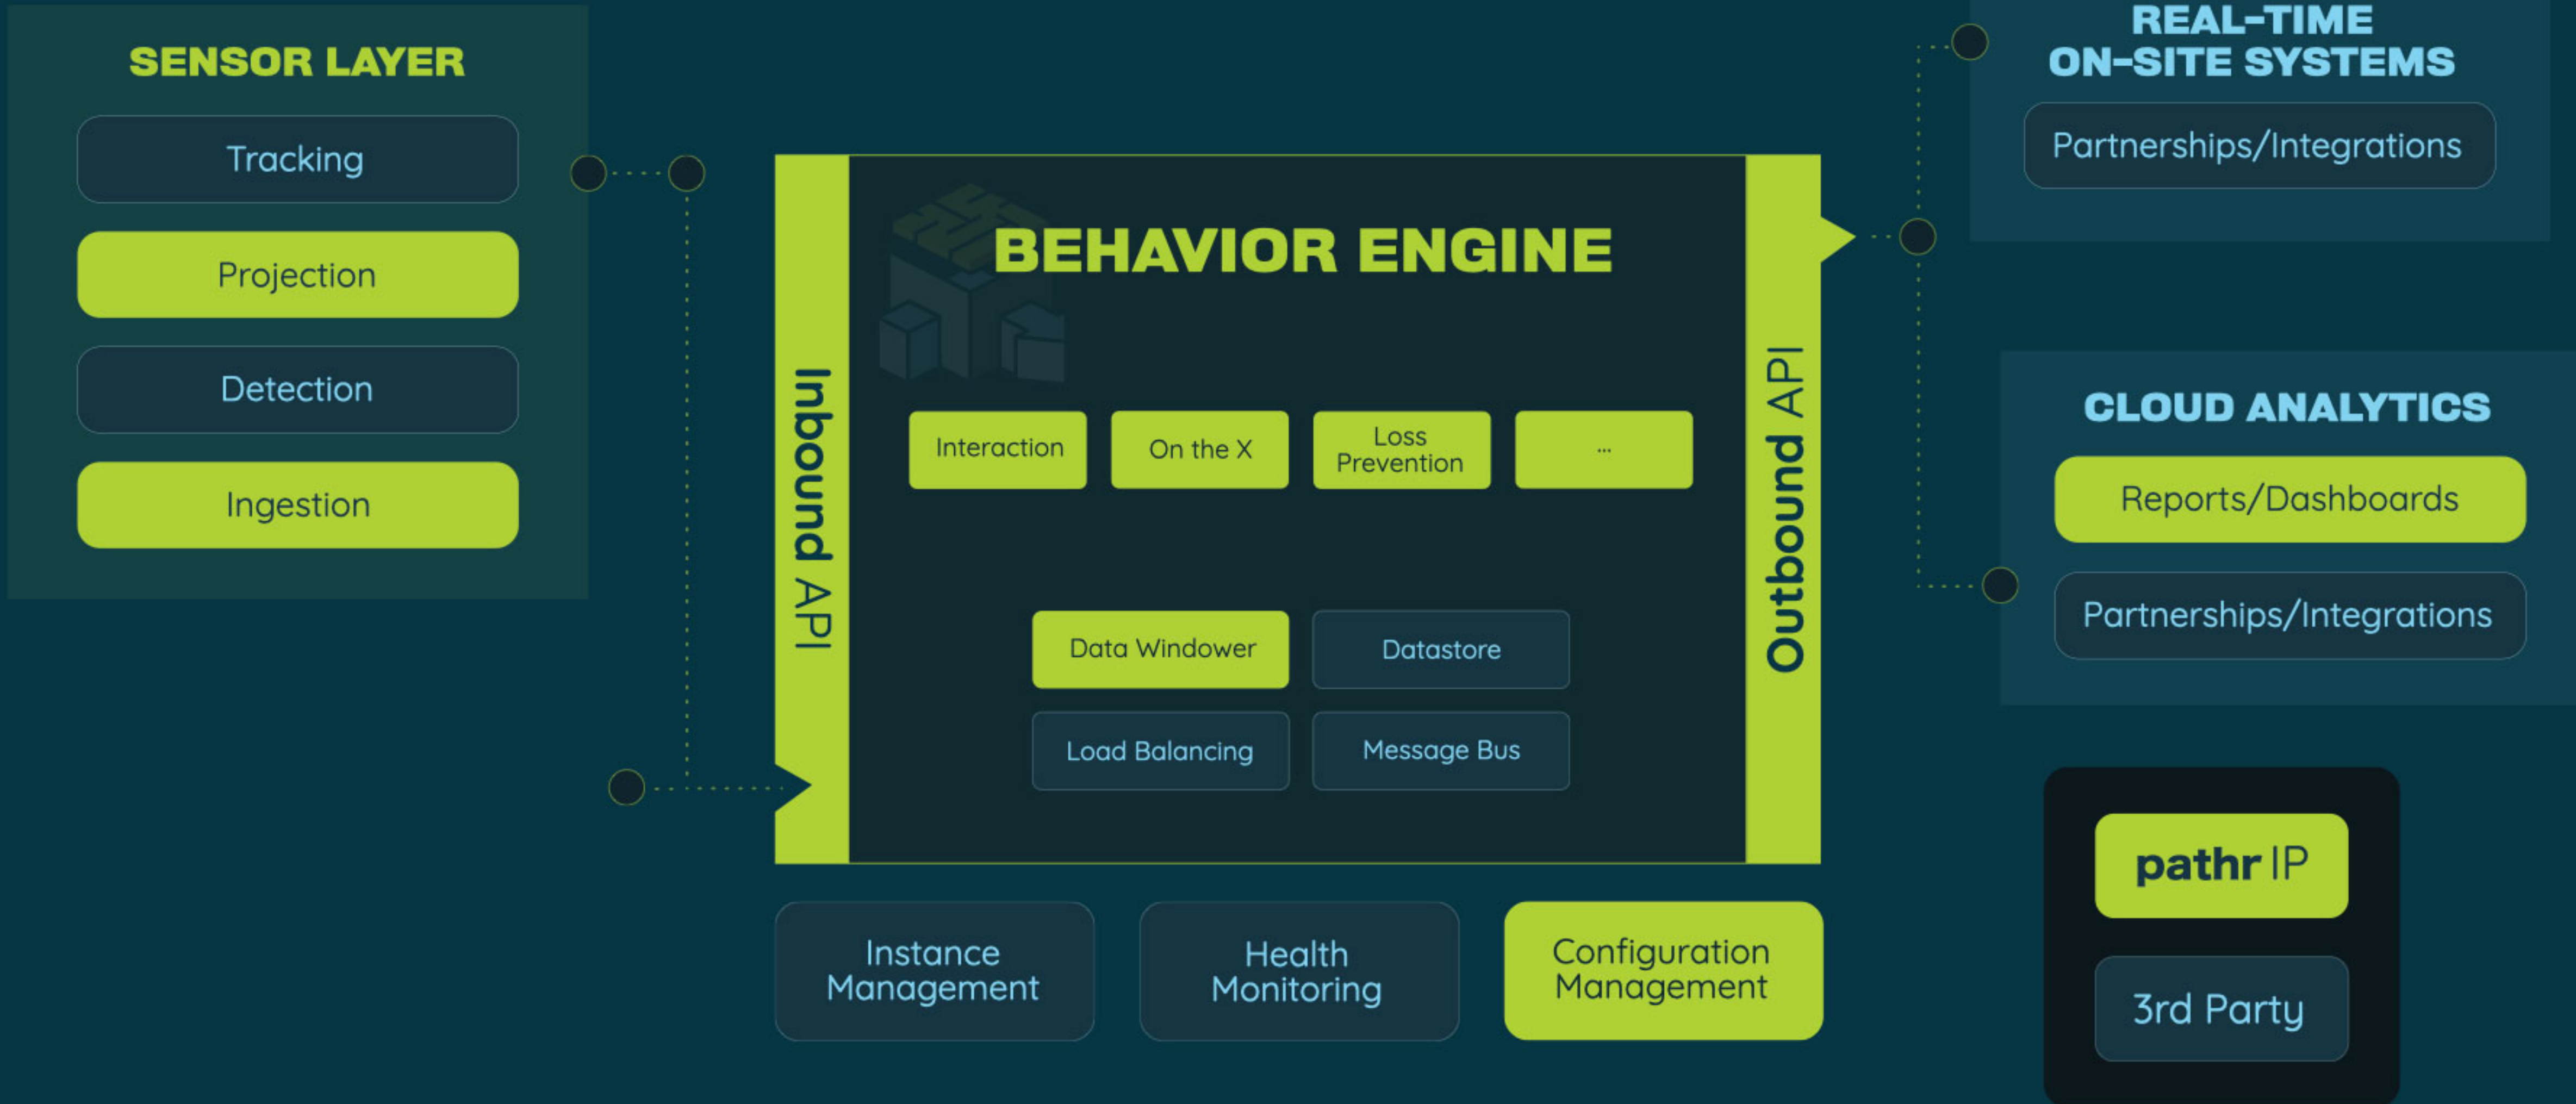 SENSOR LAYER
Tracking
Projection
Detection
Ingestion
Inbound API
BEHAVIOR ENGINE
Interaction
On the X
Loss
Prevention
...
Data Windower
Datastore
Load Balancing
Message Bus
Outbound API
Instance
Management
Health
Monitoring
Configuration
Management
REAL-TIME
ON-SITE SYSTEMS
Partnerships/Integrations
CLOUD ANALYTICS
Reports/Dashboards
Partnerships/Integrations
pathr IP
3rd Party